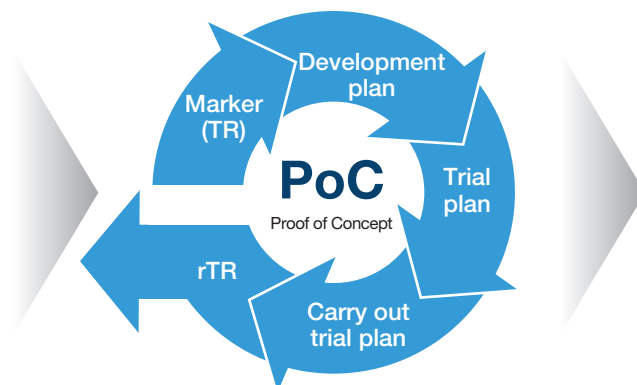 Development
plan
Marker
(TR)
PoC
Proof of Concept
Trial
plan
rTR
Carry out
trial plan